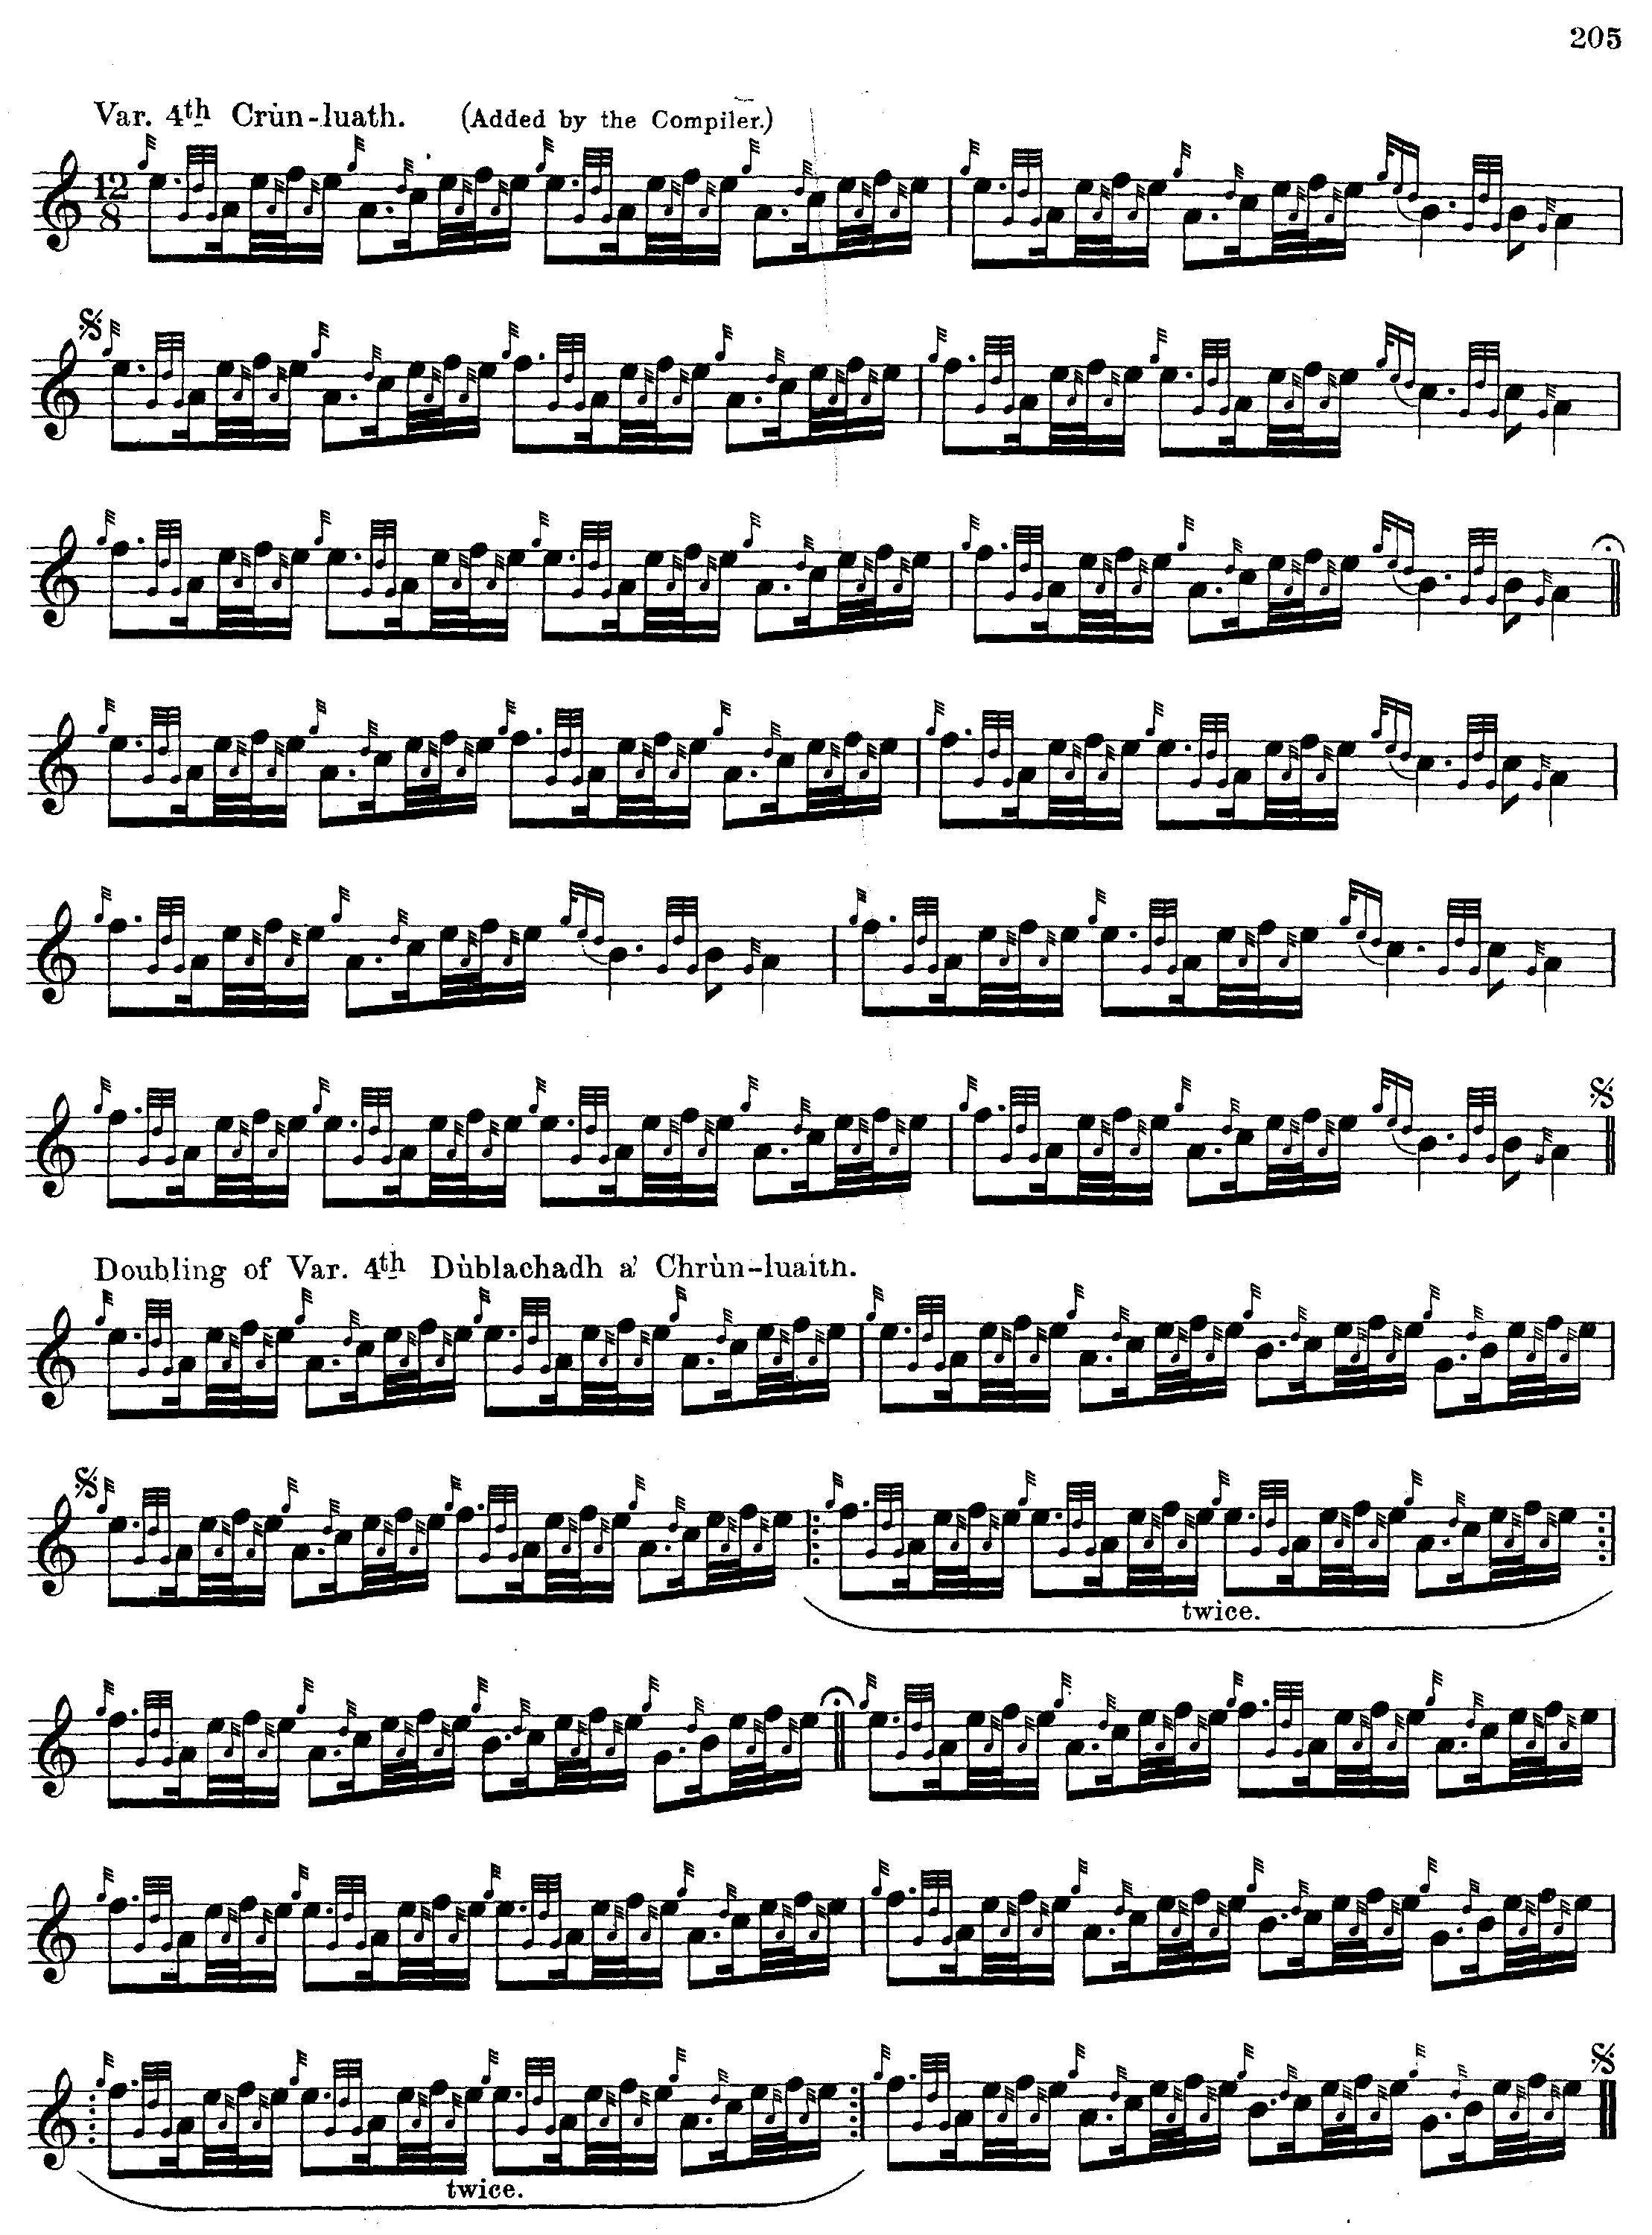 205
Var. 4th Crùn-luath. (Added by the Compiler.)
12
8
Doubling of Var. 4th Dùblachadh a' Chrùn-luaith.
twice.
twice.